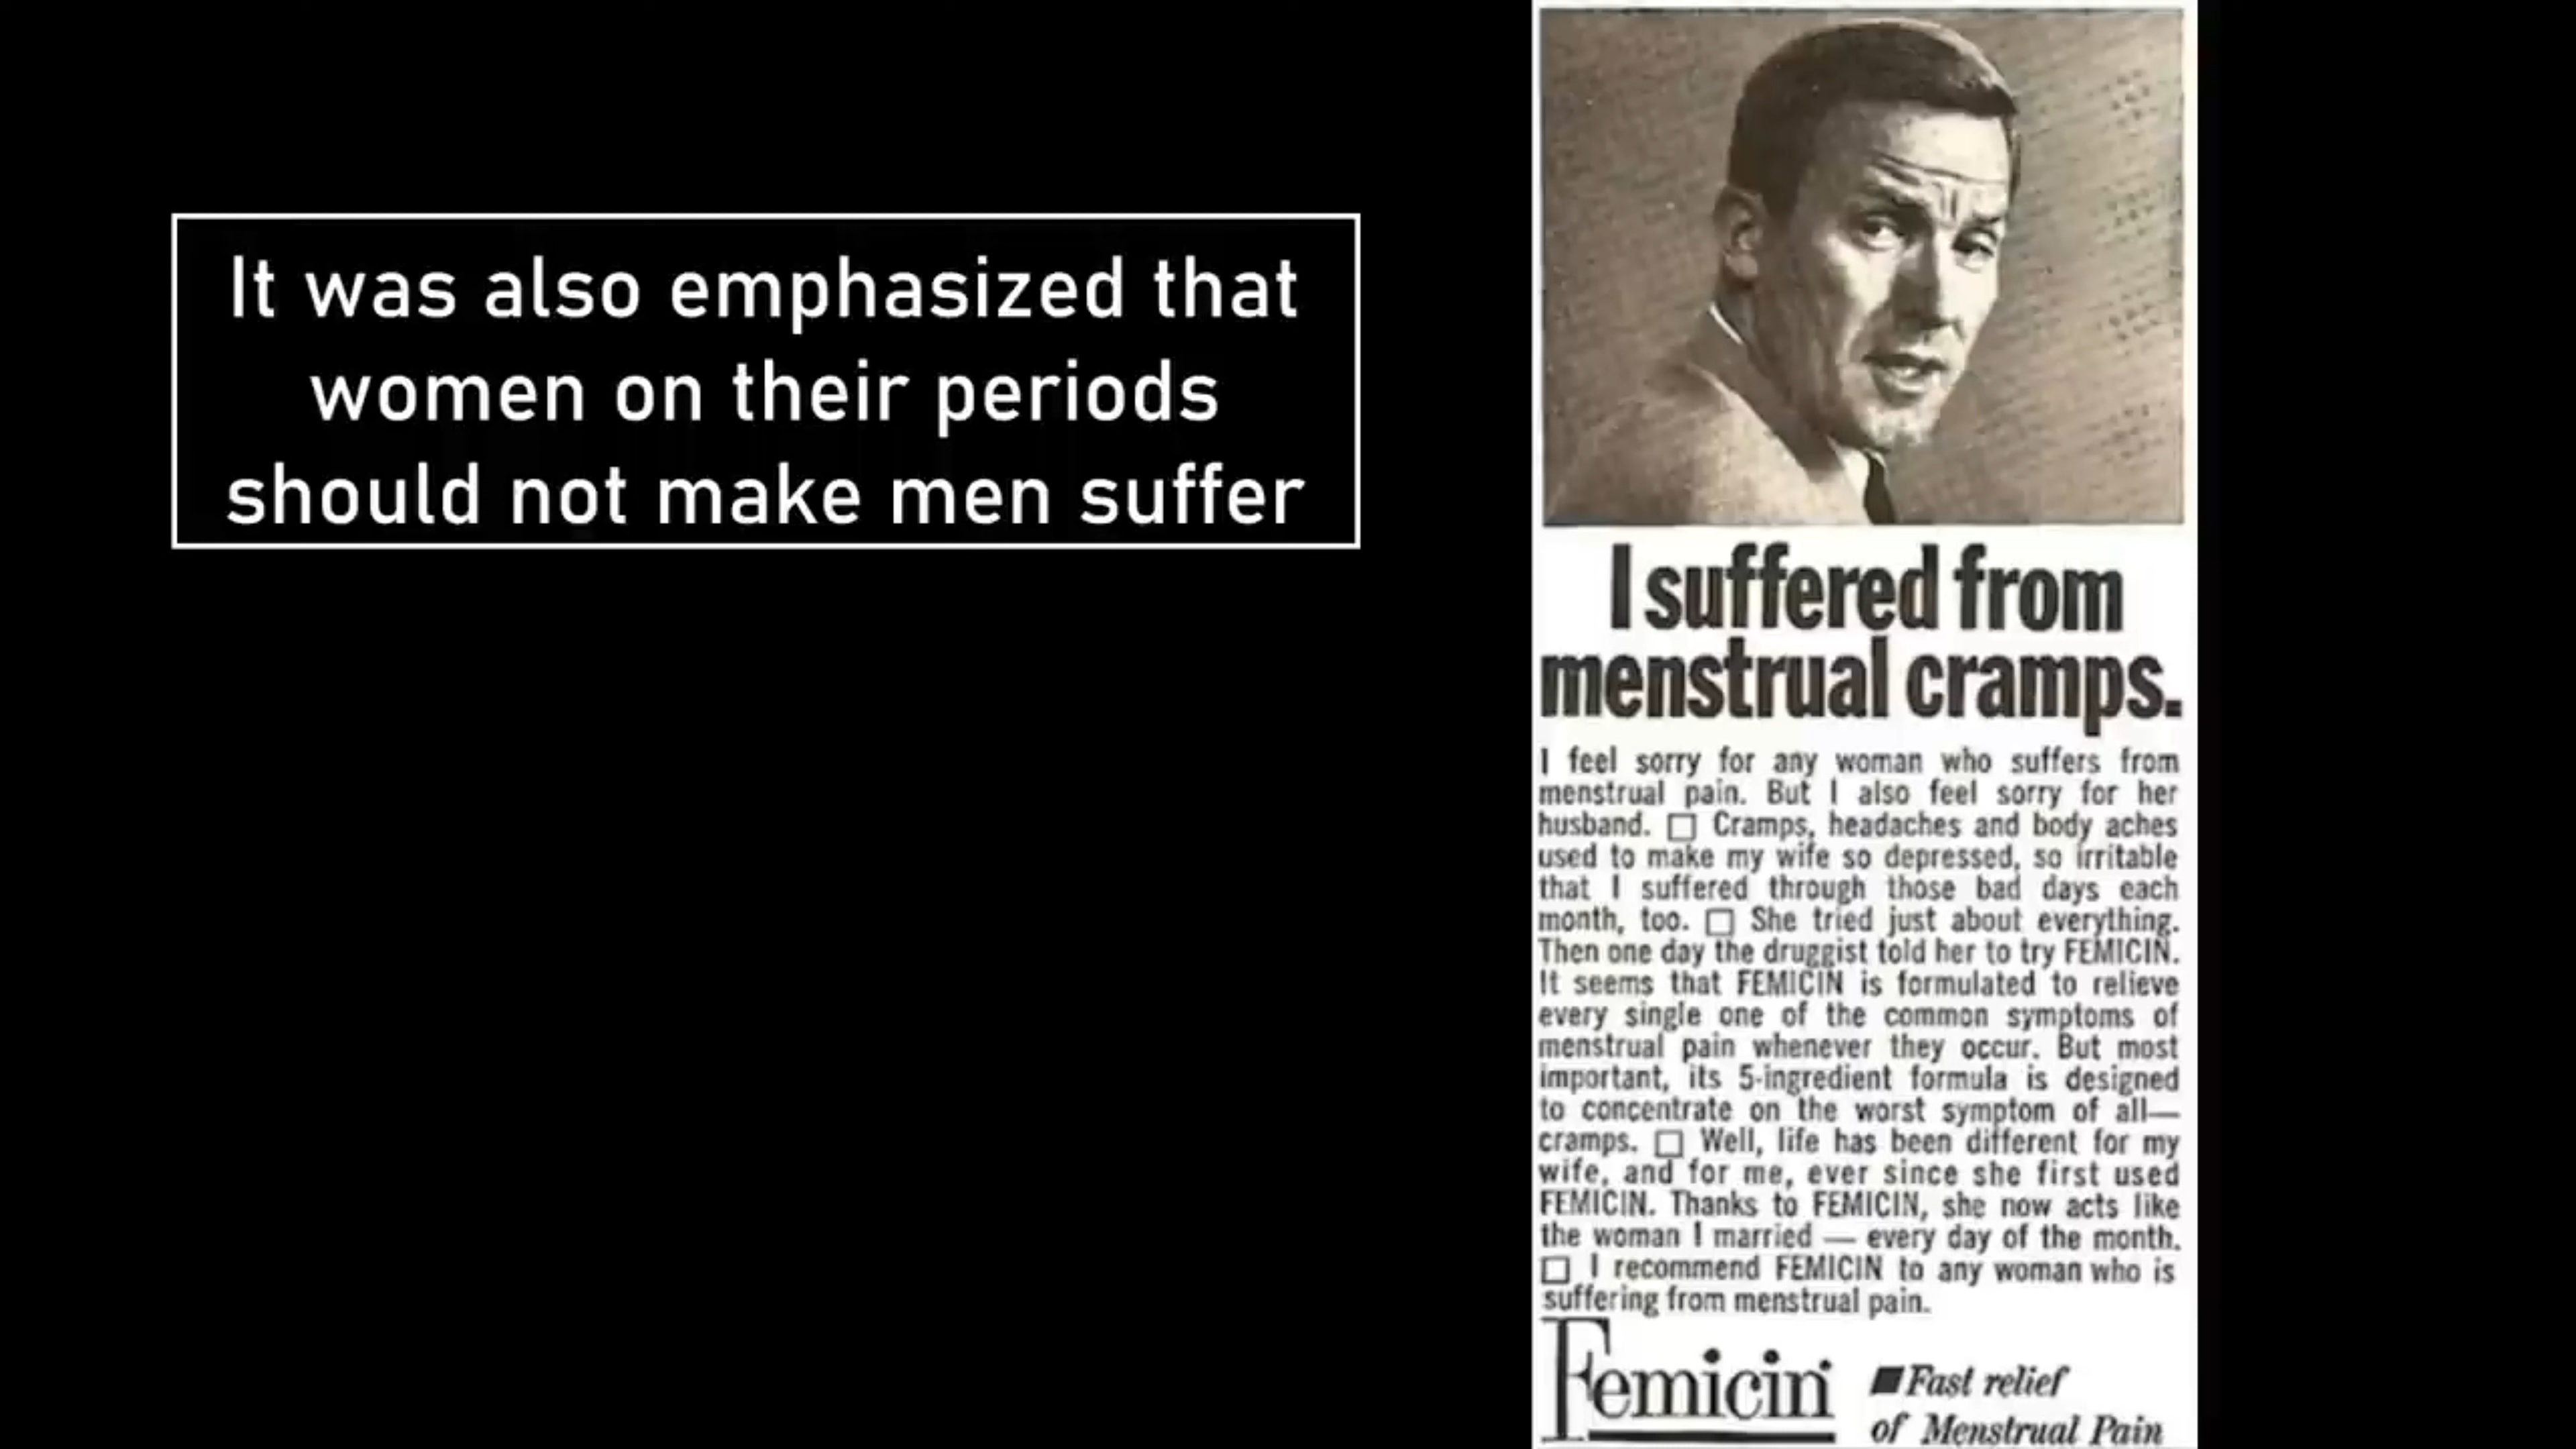 It was also emphasized that
women on their periods
should not make men suffer
I suffered from
menstrual cramps.
I feel sorry for any woman who suffers from
menstrual pain. But I also feel sorry for her
husband. □ Cramps, headaches and body aches
used to make my wife so depressed, so irritable
that I suffered through those bad days each
month, too. □ She tried just about everything.
Then one day the druggist told her to try FEMICIN.
It seems that FEMICIN is formulated to relieve
every single one of the common symptoms of
menstrual pain whenever they occur. But most
important, its 5-ingredient formula is designed
to concentrate on the worst symptom of all—
cramps. □ Well, life has been different for my
wife, and for me, ever since she first used
FEMICIN. Thanks to FEMICIN, she now acts like
the woman I married — every day of the month.
□ I recommend FEMICIN to any woman who is
suffering from menstrual pain.
Femicin
Fast relief
of Menstrual Pain